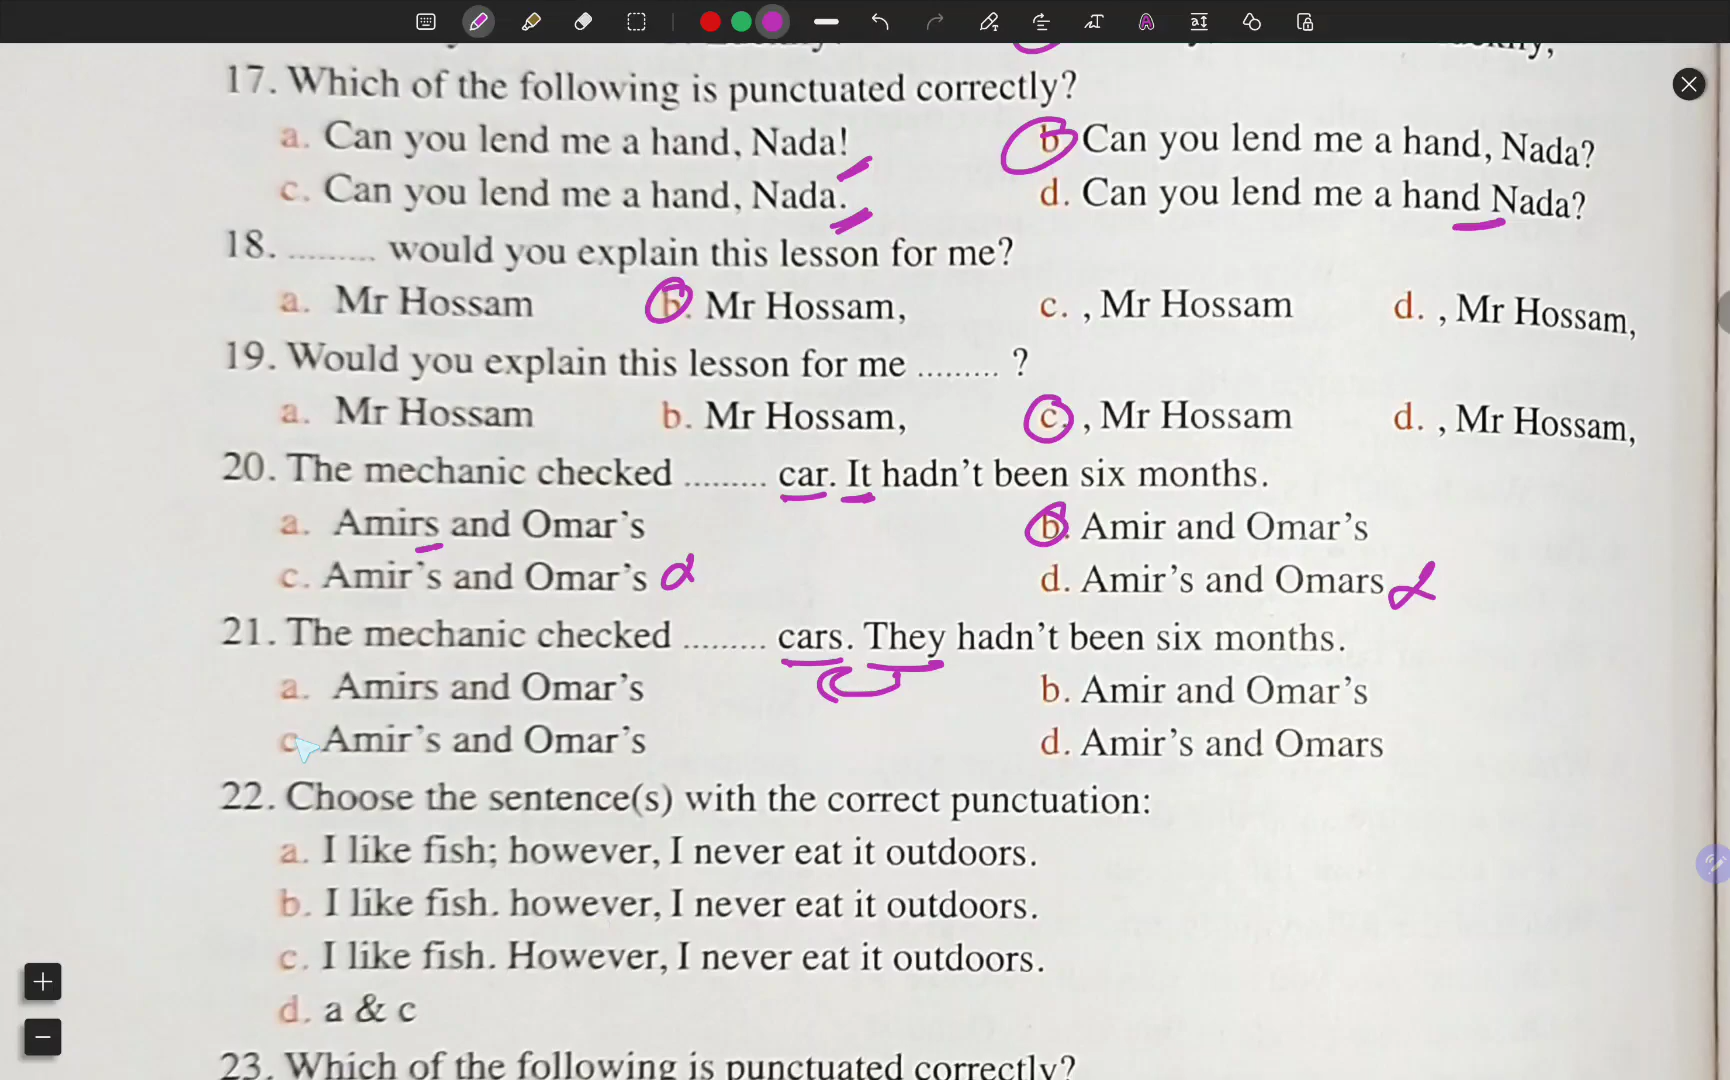 17. Which of the following is punctuated correctly?
a. Can you lend me a hand, Nada! b. Can you lend me a hand, Nada?
c. Can you lend me a hand, Nada. d. Can you lend me a hand Nada?
18. ......... would you explain this lesson for me?
a. Mr Hossam b. Mr Hossam, c. , Mr Hossam d. , Mr Hossam,
19. Would you explain this lesson for me ......... ?
a. Mr Hossam b. Mr Hossam, c. , Mr Hossam d. , Mr Hossam,
20. The mechanic checked ......... car. It hadn't been six months.
a. Amirs and Omar's b. Amir and Omar's
c. Amir's and Omar's d. Amir's and Omars
21. The mechanic checked ......... cars. They hadn't been six months.
a. Amirs and Omar's b. Amir and Omar's
c. Amir's and Omar's d. Amir's and Omars
22. Choose the sentence(s) with the correct punctuation:
a. I like fish; however, I never eat it outdoors.
b. I like fish. however, I never eat it outdoors.
c. I like fish. However, I never eat it outdoors.
d. a & c
23. Which of the following is punctuated correctly?